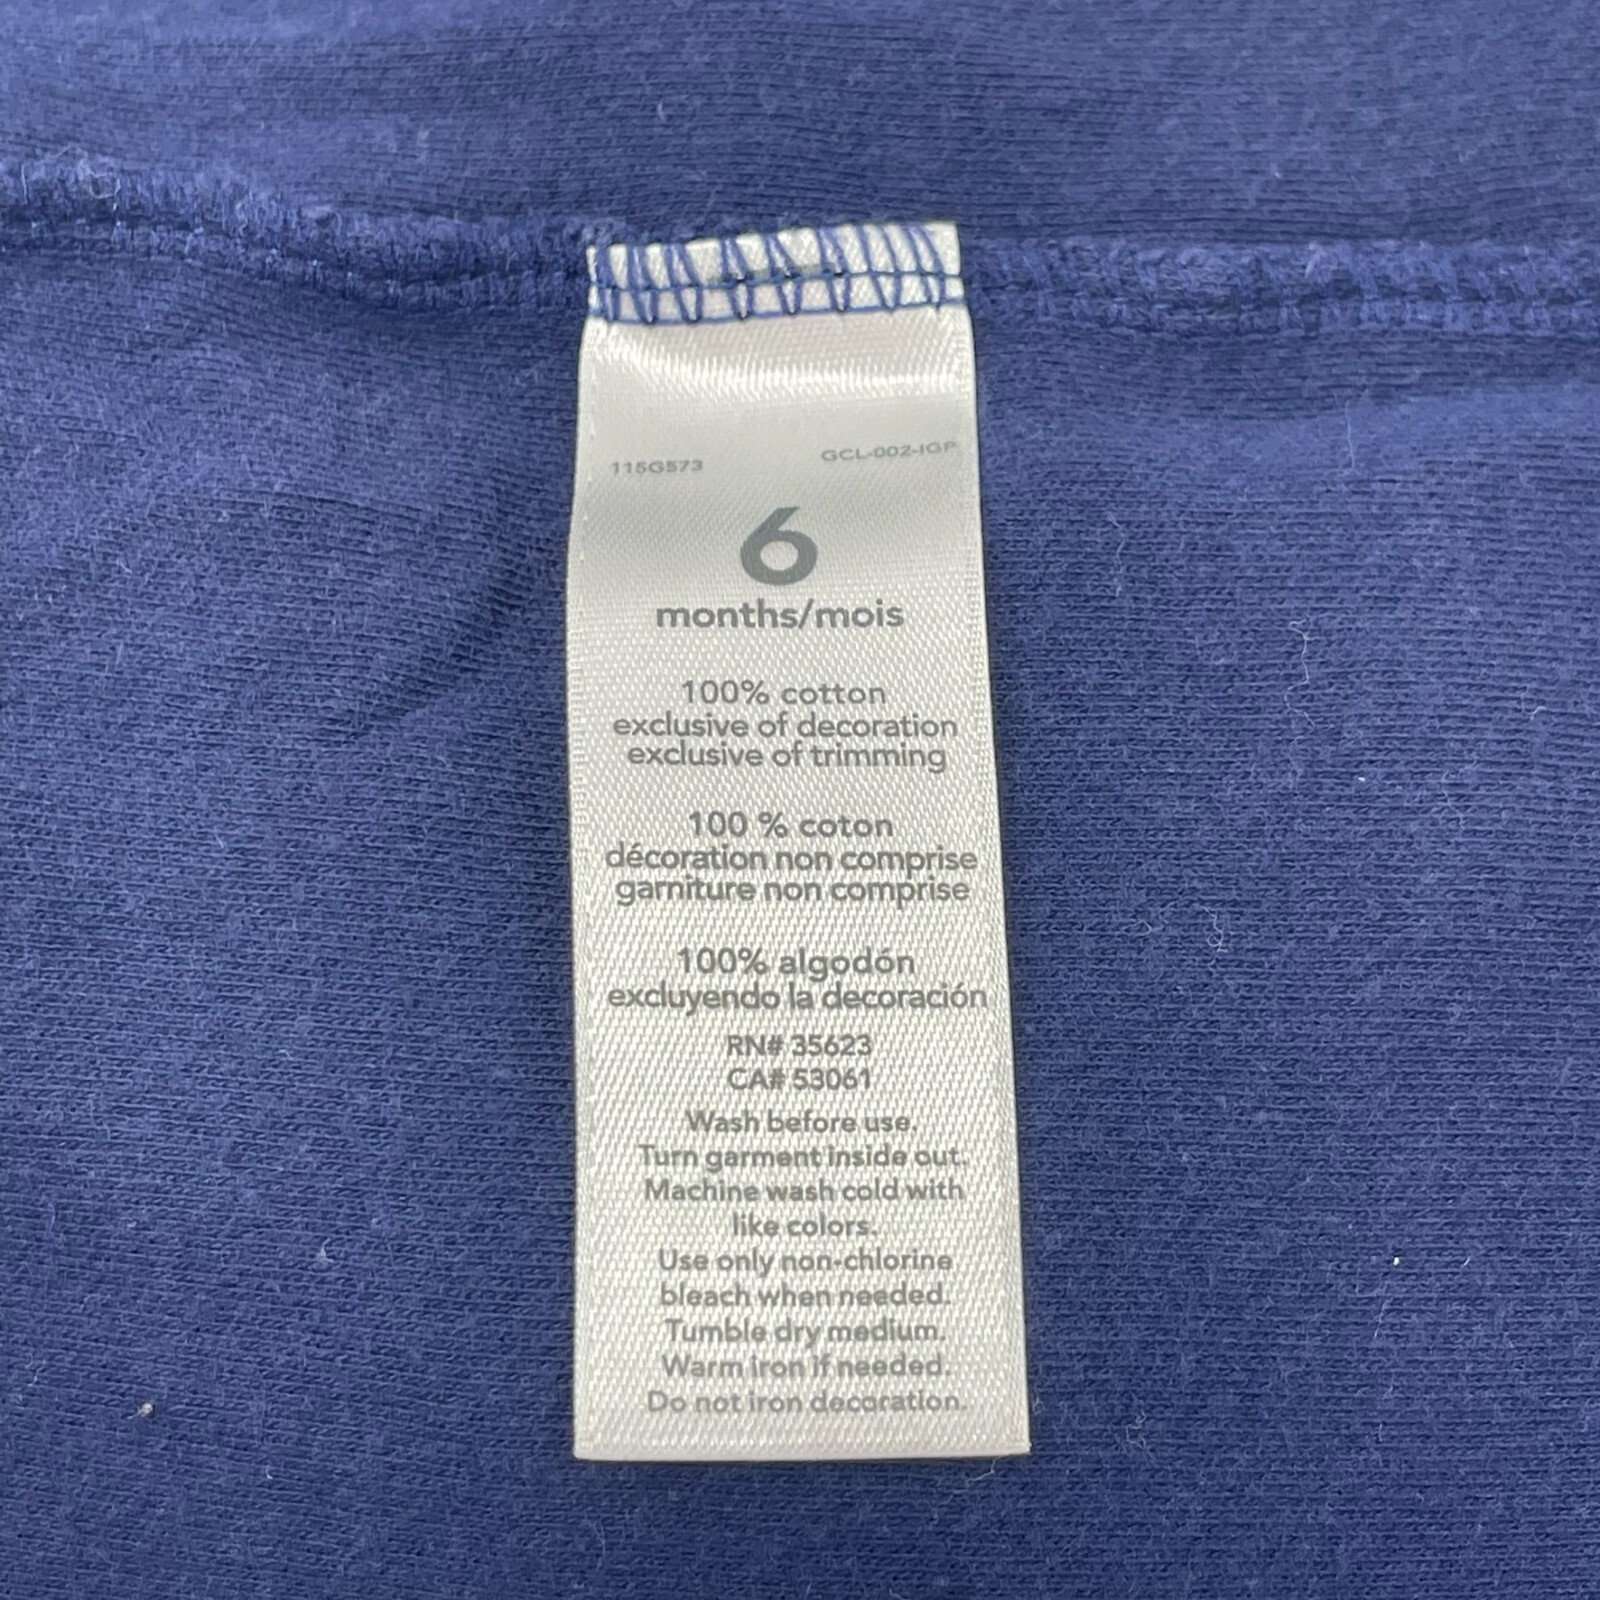 115G573 GCL-002-IGP
6
months/mois
100% cotton
exclusive of decoration
exclusive of trimming
100 % coton
décoration non comprise
garniture non comprise
100% algodón
excluyendo la decoración
RN# 35623
CA# 53061
Wash before use.
Turn garment inside out.
Machine wash cold with
like colors.
Use only non-chlorine
bleach when needed.
Tumble dry medium.
Warm iron if needed.
Do not iron decoration.